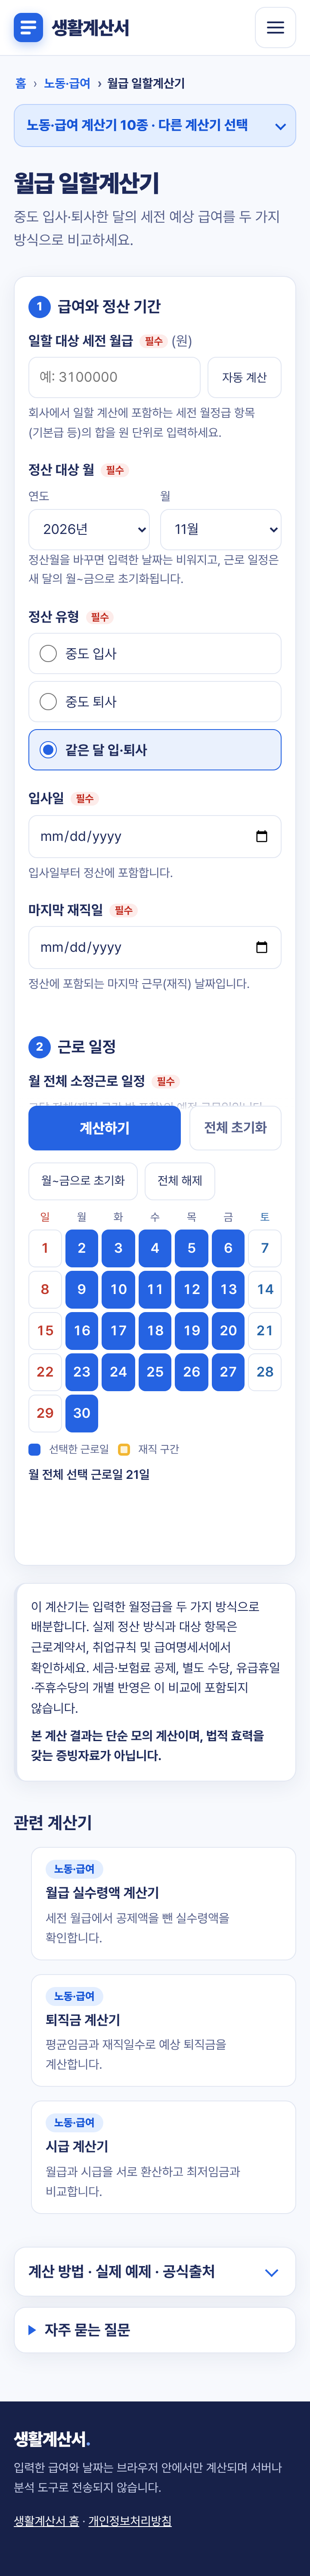 생활계산서
홈 › 노동·급여 › 월급 일할계산기
노동·급여 계산기 10종 · 다른 계산기 선택
월급 일할계산기
중도 입사·퇴사한 달의 세전 예상 급여를 두 가지
방식으로 비교하세요.
1 급여와 정산 기간
일할 대상 세전 월급 필수 (원)
예: 3100000
자동 계산
회사에서 일할 계산에 포함하는 세전 월정급 항목
(기본급 등)의 합을 원 단위로 입력하세요.
정산 대상 월 필수
연도 월
2026년 11월
정산월을 바꾸면 입력한 날짜는 비워지고, 근로 일정은
새 달의 월~금으로 초기화됩니다.
정산 유형 필수
중도 입사
중도 퇴사
같은 달 입·퇴사
입사일 필수
mm/dd/yyyy
입사일부터 정산에 포함합니다.
마지막 재직일 필수
mm/dd/yyyy
정산에 포함되는 마지막 근무(재직) 날짜입니다.
2 근로 일정
월 전체 소정근로 일정 필수
계산하기 전체 초기화
월~금으로 초기화 전체 해제
일 월 화 수 목 금 토
1 2 3 4 5 6 7
8 9 10 11 12 13 14
15 16 17 18 19 20 21
22 23 24 25 26 27 28
29 30
선택한 근로일 재직 구간
월 전체 선택 근로일 21일
이 계산기는 입력한 월정급을 두 가지 방식으로
배분합니다. 실제 정산 방식과 대상 항목은
근로계약서, 취업규칙 및 급여명세서에서
확인하세요. 세금·보험료 공제, 별도 수당, 유급휴일
·주휴수당의 개별 반영은 이 비교에 포함되지
않습니다.
본 계산 결과는 단순 모의 계산이며, 법적 효력을
갖는 증빙자료가 아닙니다.
관련 계산기
노동·급여
월급 실수령액 계산기
세전 월급에서 공제액을 뺀 실수령액을
확인합니다.
노동·급여
퇴직금 계산기
평균임금과 재직일수로 예상 퇴직금을
계산합니다.
노동·급여
시급 계산기
월급과 시급을 서로 환산하고 최저임금과
비교합니다.
계산 방법 · 실제 예제 · 공식출처
자주 묻는 질문
생활계산서.
입력한 급여와 날짜는 브라우저 안에서만 계산되며 서버나
분석 도구로 전송되지 않습니다.
생활계산서 홈 · 개인정보처리방침